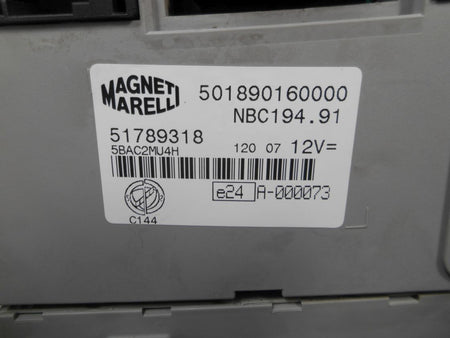 MAGNETI MARELLI
501890160000
NBC194.91
51789318
5BAC2MU4H
120 07 12V=
e24 A-000073
C144